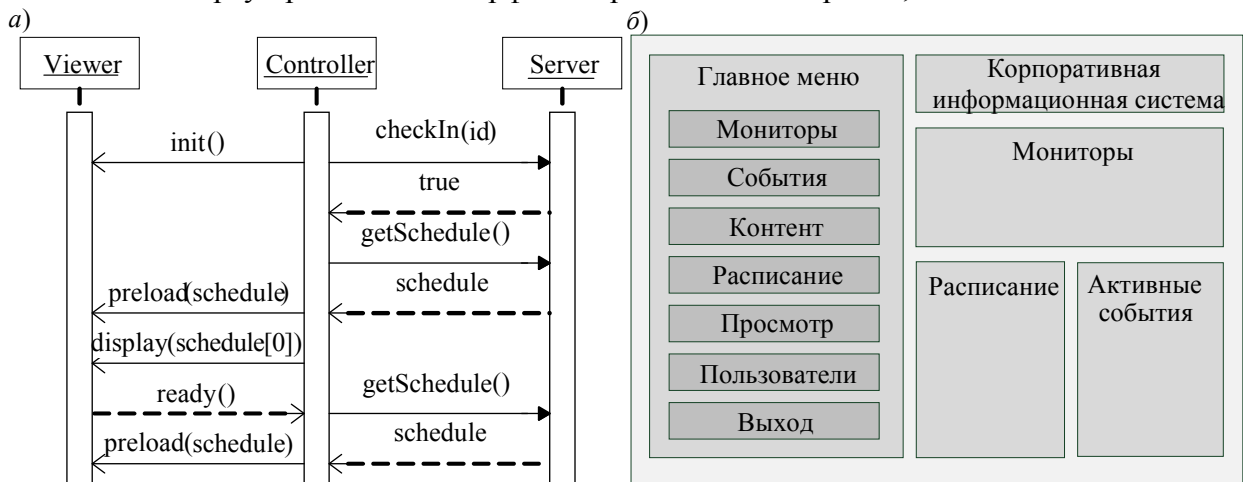 а)
Viewer
Controller
Server
init()
checkIn(id)
true
getSchedule()
schedule
preload(schedule)
display(schedule[0])
ready()
getSchedule()
schedule
preload(schedule)
б)
Главное меню
Мониторы
События
Контент
Расписание
Просмотр
Пользователи
Выход
Корпоративная
информационная система
Мониторы
Расписание
Активные
события